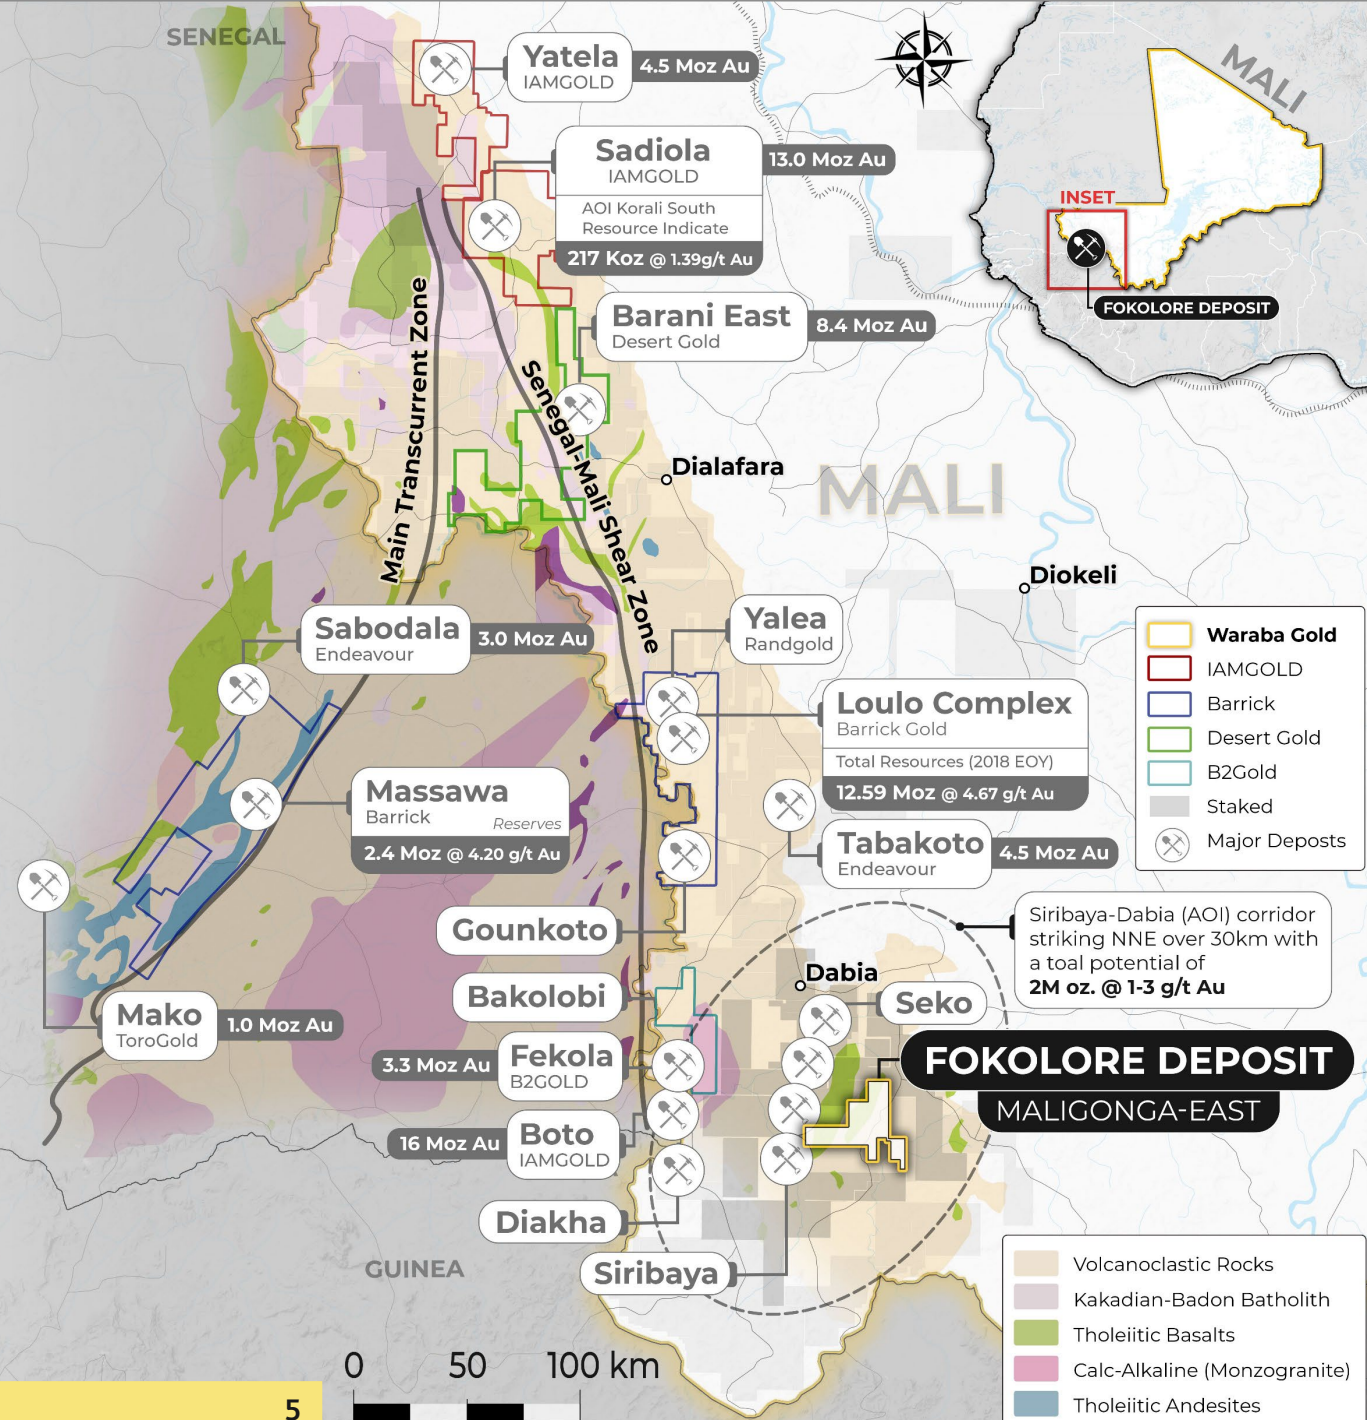 SENEGAL
Yatela
IAMGOLD
4.5 Moz Au
MALI
Sadiola
IAMGOLD
13.0 Moz Au
AOI Korali South
Resource Indicate
217 Koz @ 1.39g/t Au
INSET
FOKOLORE DEPOSIT
Barani East
Desert Gold
8.4 Moz Au
Main Transcurrent Zone
Senegal-Mali Shear Zone
Dialafara
MALI
Diokeli
Sabodala
Endeavour
3.0 Moz Au
Yalea
Randgold
Waraba Gold
IAMGOLD
Barrick
Desert Gold
B2Gold
Staked
Major Deposts
Loulo Complex
Barrick Gold
Total Resources (2018 EOY)
12.59 Moz @ 4.67 g/t Au
Massawa
Barrick
Reserves
2.4 Moz @ 4.20 g/t Au
Tabakoto
Endeavour
4.5 Moz Au
Gounkoto
Siribaya-Dabia (AOI) corridor
striking NNE over 30km with
a toal potential of
2M oz. @ 1-3 g/t Au
Dabia
Bakolobi
Seko
Mako
ToroGold
1.0 Moz Au
3.3 Moz Au
Fekola
B2GOLD
FOKOLORE DEPOSIT
MALIGONGA-EAST
16 Moz Au
Boto
IAMGOLD
Diakha
GUINEA
Siribaya
Volcanoclastic Rocks
Kakadian-Badon Batholith
Tholeiitic Basalts
Calc-Alkaline (Monzogranite)
Tholeiitic Andesites
0 50 100 km
5